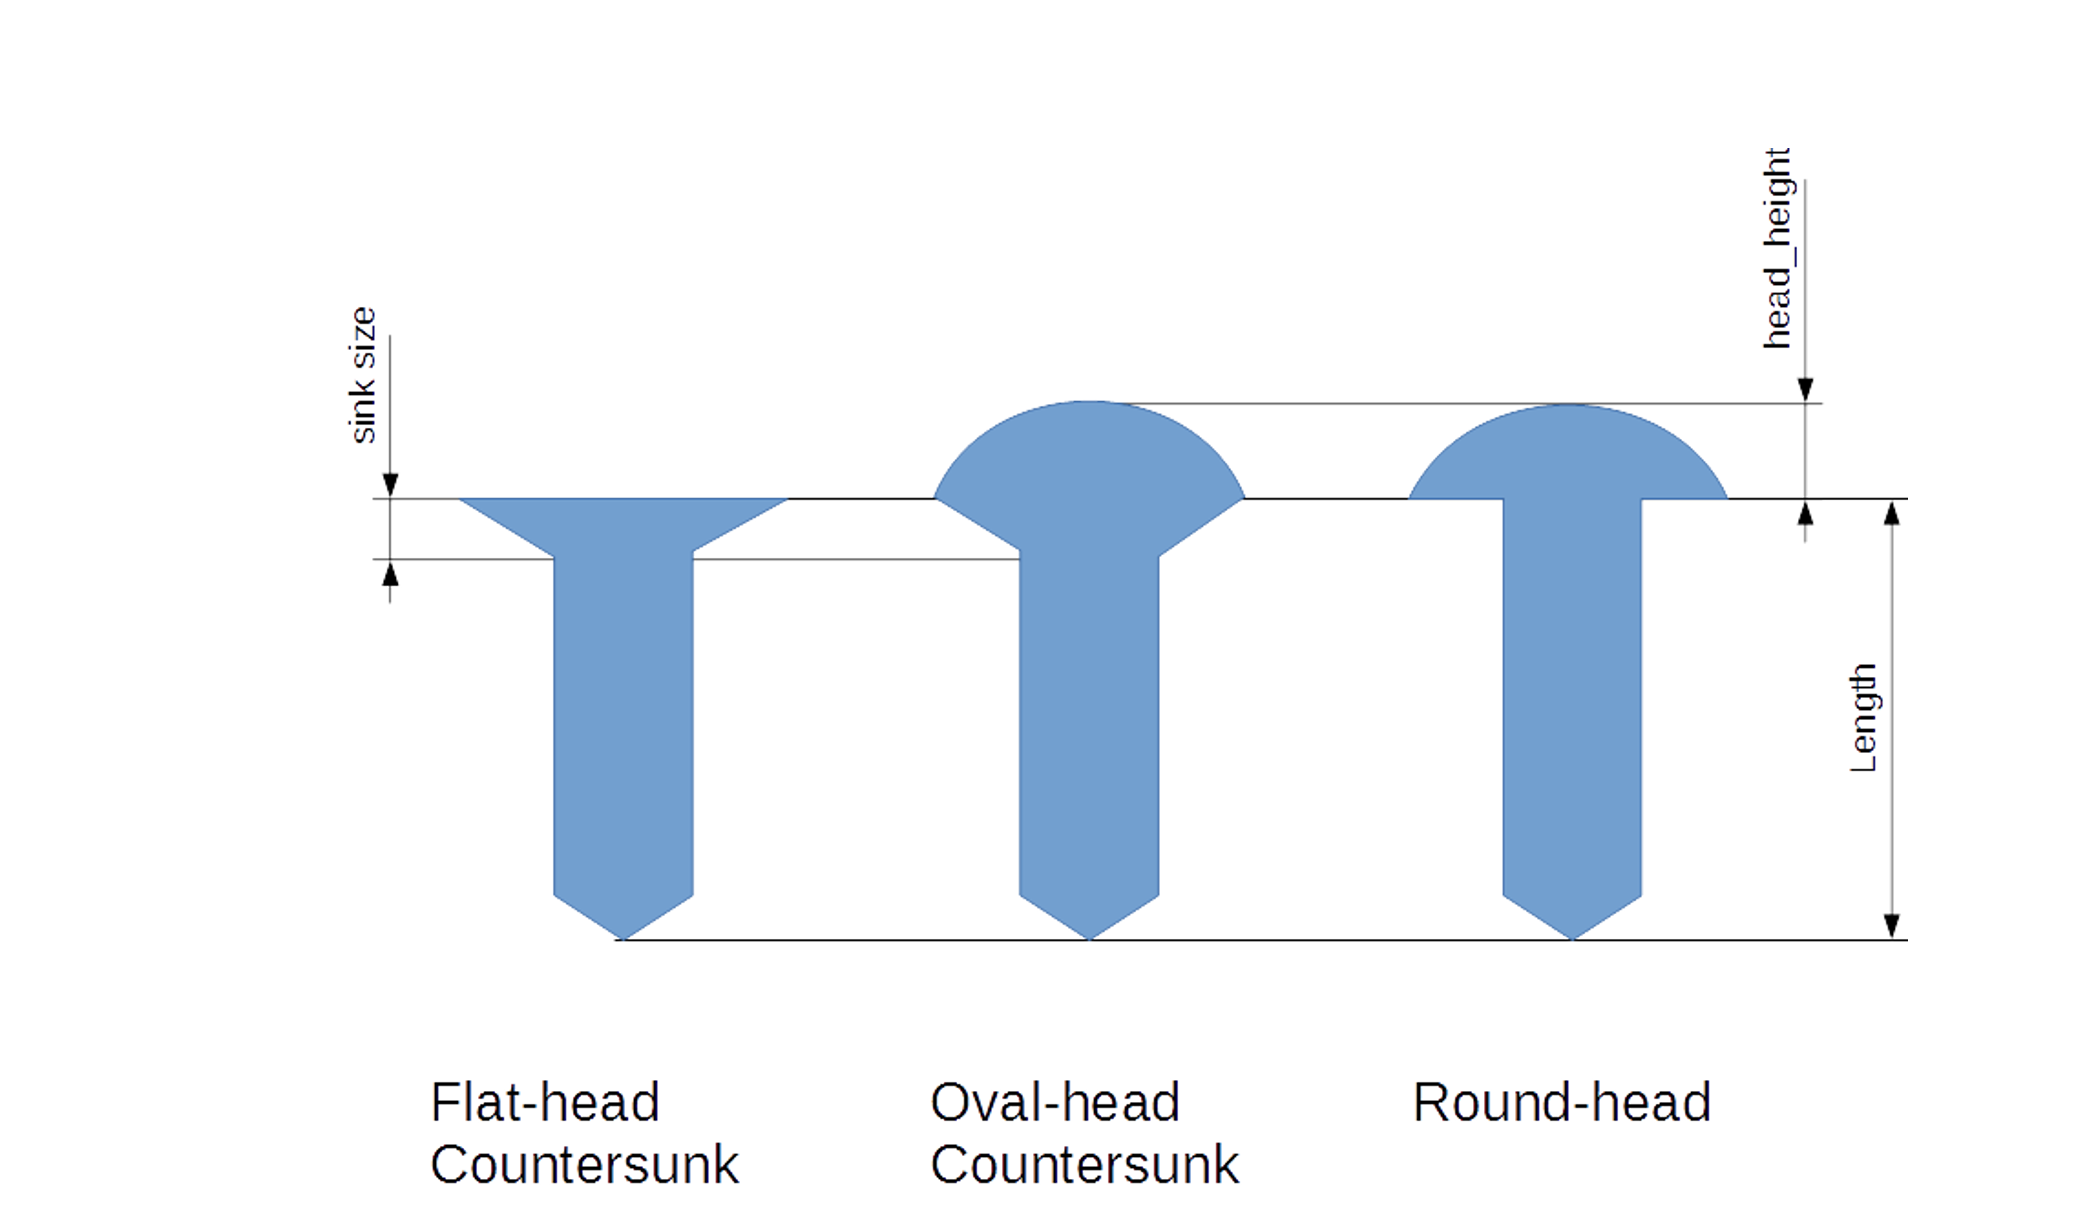 head_height
sink size
Length
Flat-head
Countersunk
Oval-head
Countersunk
Round-head